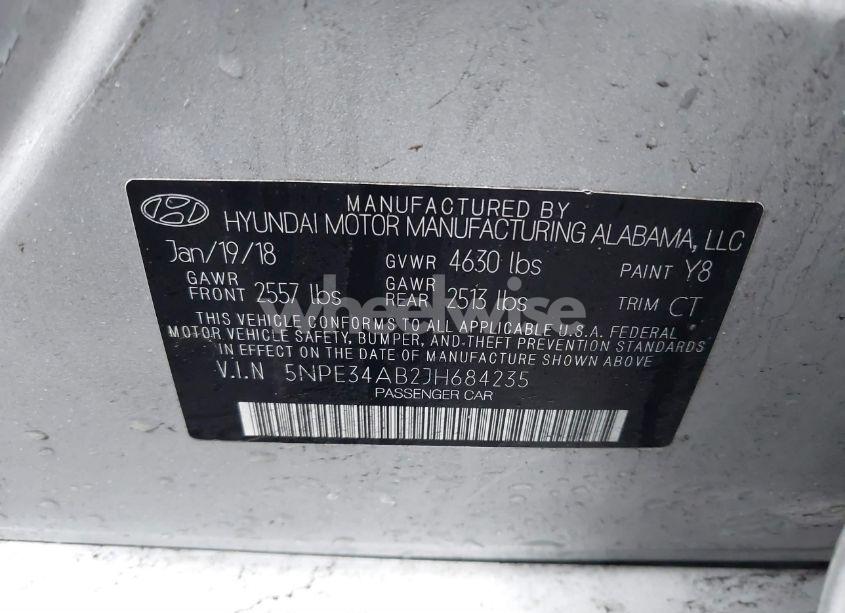 MANUFACTURED BY
HYUNDAI MOTOR MANUFACTURING ALABAMA, LLC
Jan/19/18 GVWR 4630 lbs PAINT Y8
GAWR FRONT 2557 lbs GAWR REAR 2513 lbs TRIM CT
THIS VEHICLE CONFORMS TO ALL APPLICABLE U.S.A. FEDERAL
MOTOR VEHICLE SAFETY, BUMPER, AND THEFT PREVENTION STANDARDS
IN EFFECT ON THE DATE OF MANUFACTURE SHOWN ABOVE
V.I.N 5NPE34AB2JH684235
PASSENGER CAR
wheelwise